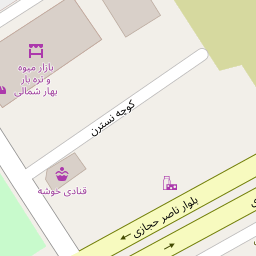 بازار میوه
و تره بار
بهار شمالی
کوچه نسترن
قنادی خوشه
بلوار ناصر حجازی